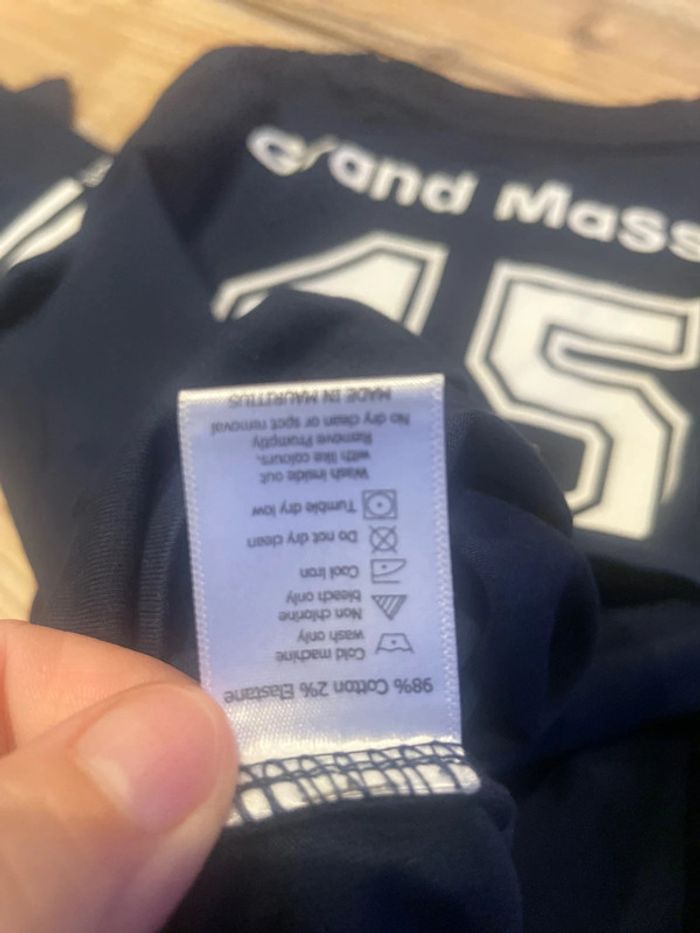 Grand Mass
15
98% Cotton 2% Elastane
Cold machine
wash only
Non chlorine
bleach only
Cool Iron
Do not dry clean
Tumble dry low
Wash inside out
with like colours.
Remove Promptly
No dry clean or spot removal
MADE IN MAURITIUS